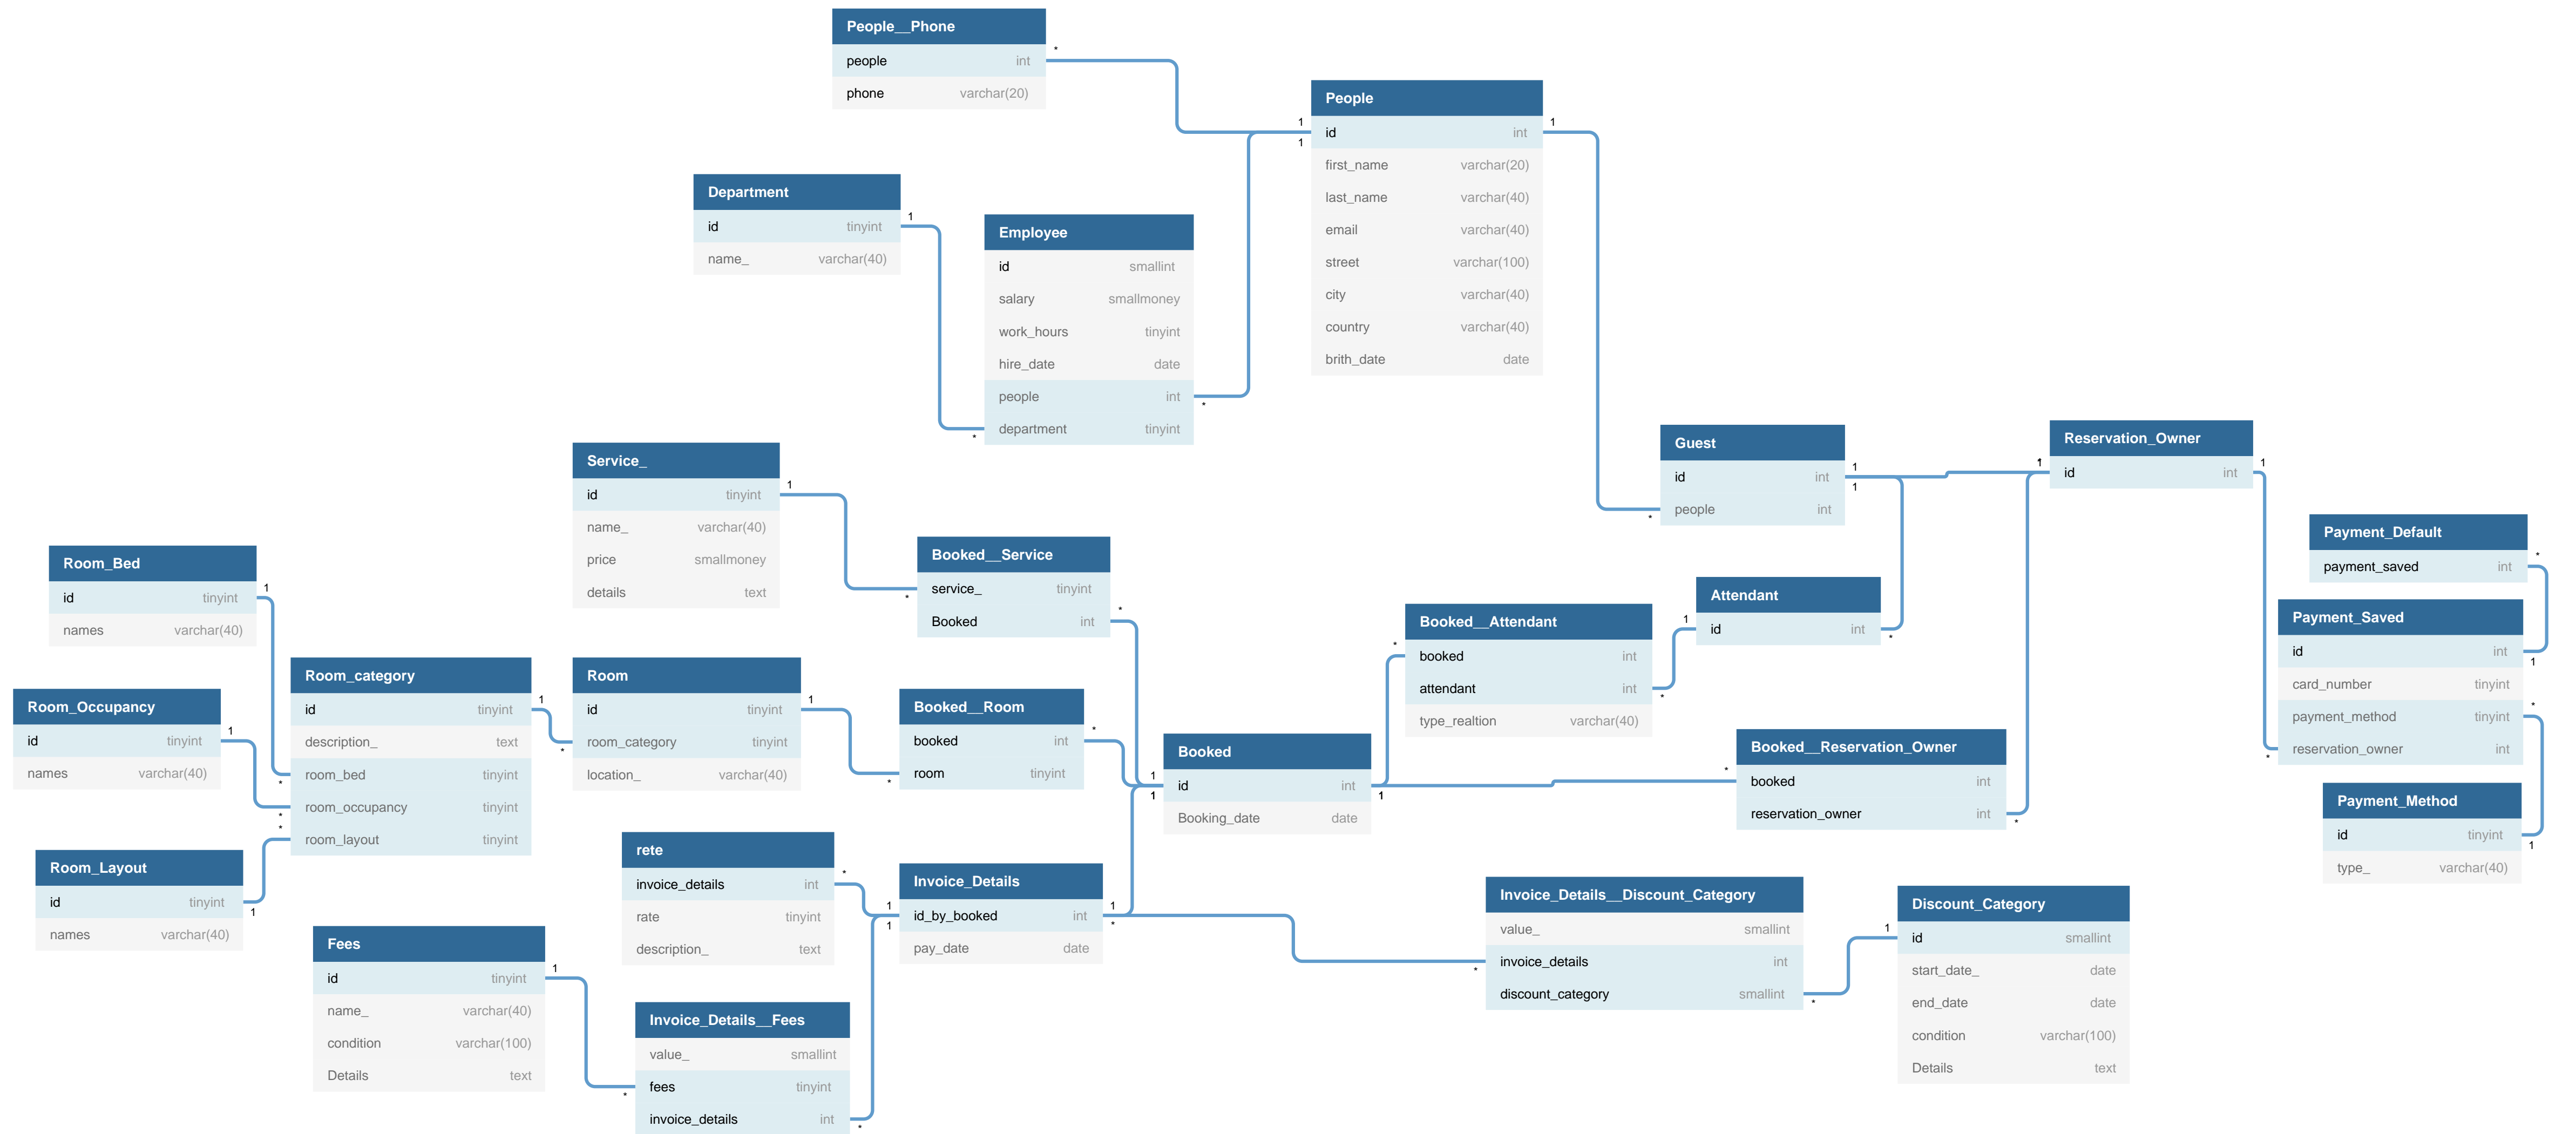 People__Phone
people int
phone varchar(20)
People
id int
first_name varchar(20)
last_name varchar(40)
email varchar(40)
street varchar(100)
city varchar(40)
country varchar(40)
brith_date date
Department
id tinyint
name_ varchar(40)
Employee
id smallint
salary smallmoney
work_hours tinyint
hire_date date
people int
department tinyint
Guest
id int
people int
Reservation_Owner
id int
Service_
id tinyint
name_ varchar(40)
price smallmoney
details text
Payment_Default
payment_saved int
Booked__Service
service_ tinyint
Booked int
Room_Bed
id tinyint
names varchar(40)
Attendant
id int
Payment_Saved
id int
card_number tinyint
payment_method tinyint
reservation_owner int
Booked__Attendant
booked int
attendant int
type_realtion varchar(40)
Room_category
id tinyint
description_ text
room_bed tinyint
room_occupancy tinyint
room_layout tinyint
Room
id tinyint
room_category tinyint
location_ varchar(40)
Room_Occupancy
id tinyint
names varchar(40)
Booked__Room
booked int
room tinyint
Booked
id int
Booking_date date
Booked__Reservation_Owner
booked int
reservation_owner int
Payment_Method
id tinyint
type_ varchar(40)
rete
invoice_details int
rate tinyint
description_ text
Room_Layout
id tinyint
names varchar(40)
Invoice_Details
id_by_booked int
pay_date date
Invoice_Details__Discount_Category
value_ smallint
invoice_details int
discount_category smallint
Discount_Category
id smallint
start_date_ date
end_date date
condition varchar(100)
Details text
Fees
id tinyint
name_ varchar(40)
condition varchar(100)
Details text
Invoice_Details__Fees
value_ smallint
fees tinyint
invoice_details int